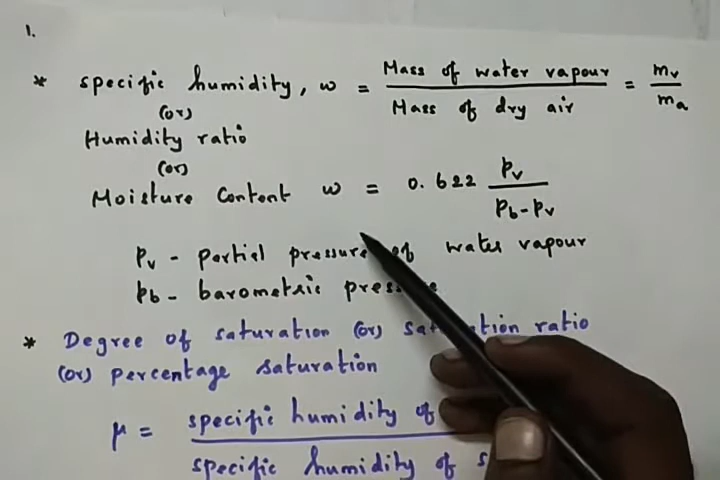 1.
* specific humidity, w = Mass of water vapour / Mass of dry air = mv / ma
(or)
Humidity ratio
(or)
Moisture Content w = 0.622 pv / pb-pv
pv - partial pressure of water vapour
pb - barometric pressure
* Degree of saturation (or) saturation ratio
(or) percentage saturation
μ = specific humidity of
specific humidity of s